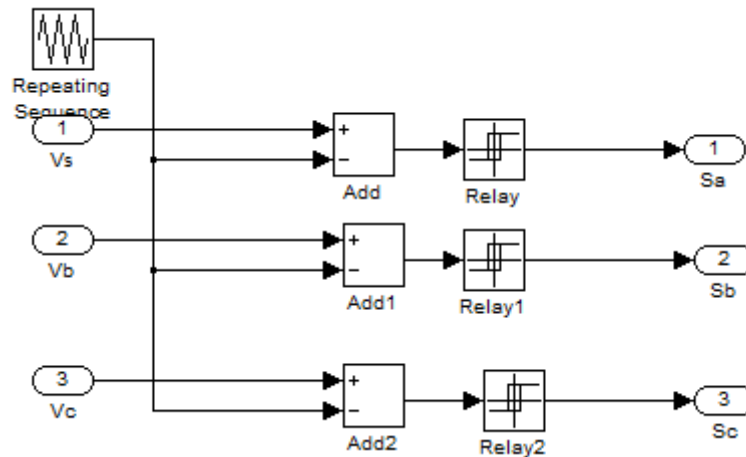 Repeating
Sequence
1
Vs
+
−
Add
Relay
1
Sa
2
Vb
+
−
Add1
Relay1
2
Sb
3
Vc
+
−
Add2
Relay2
3
Sc